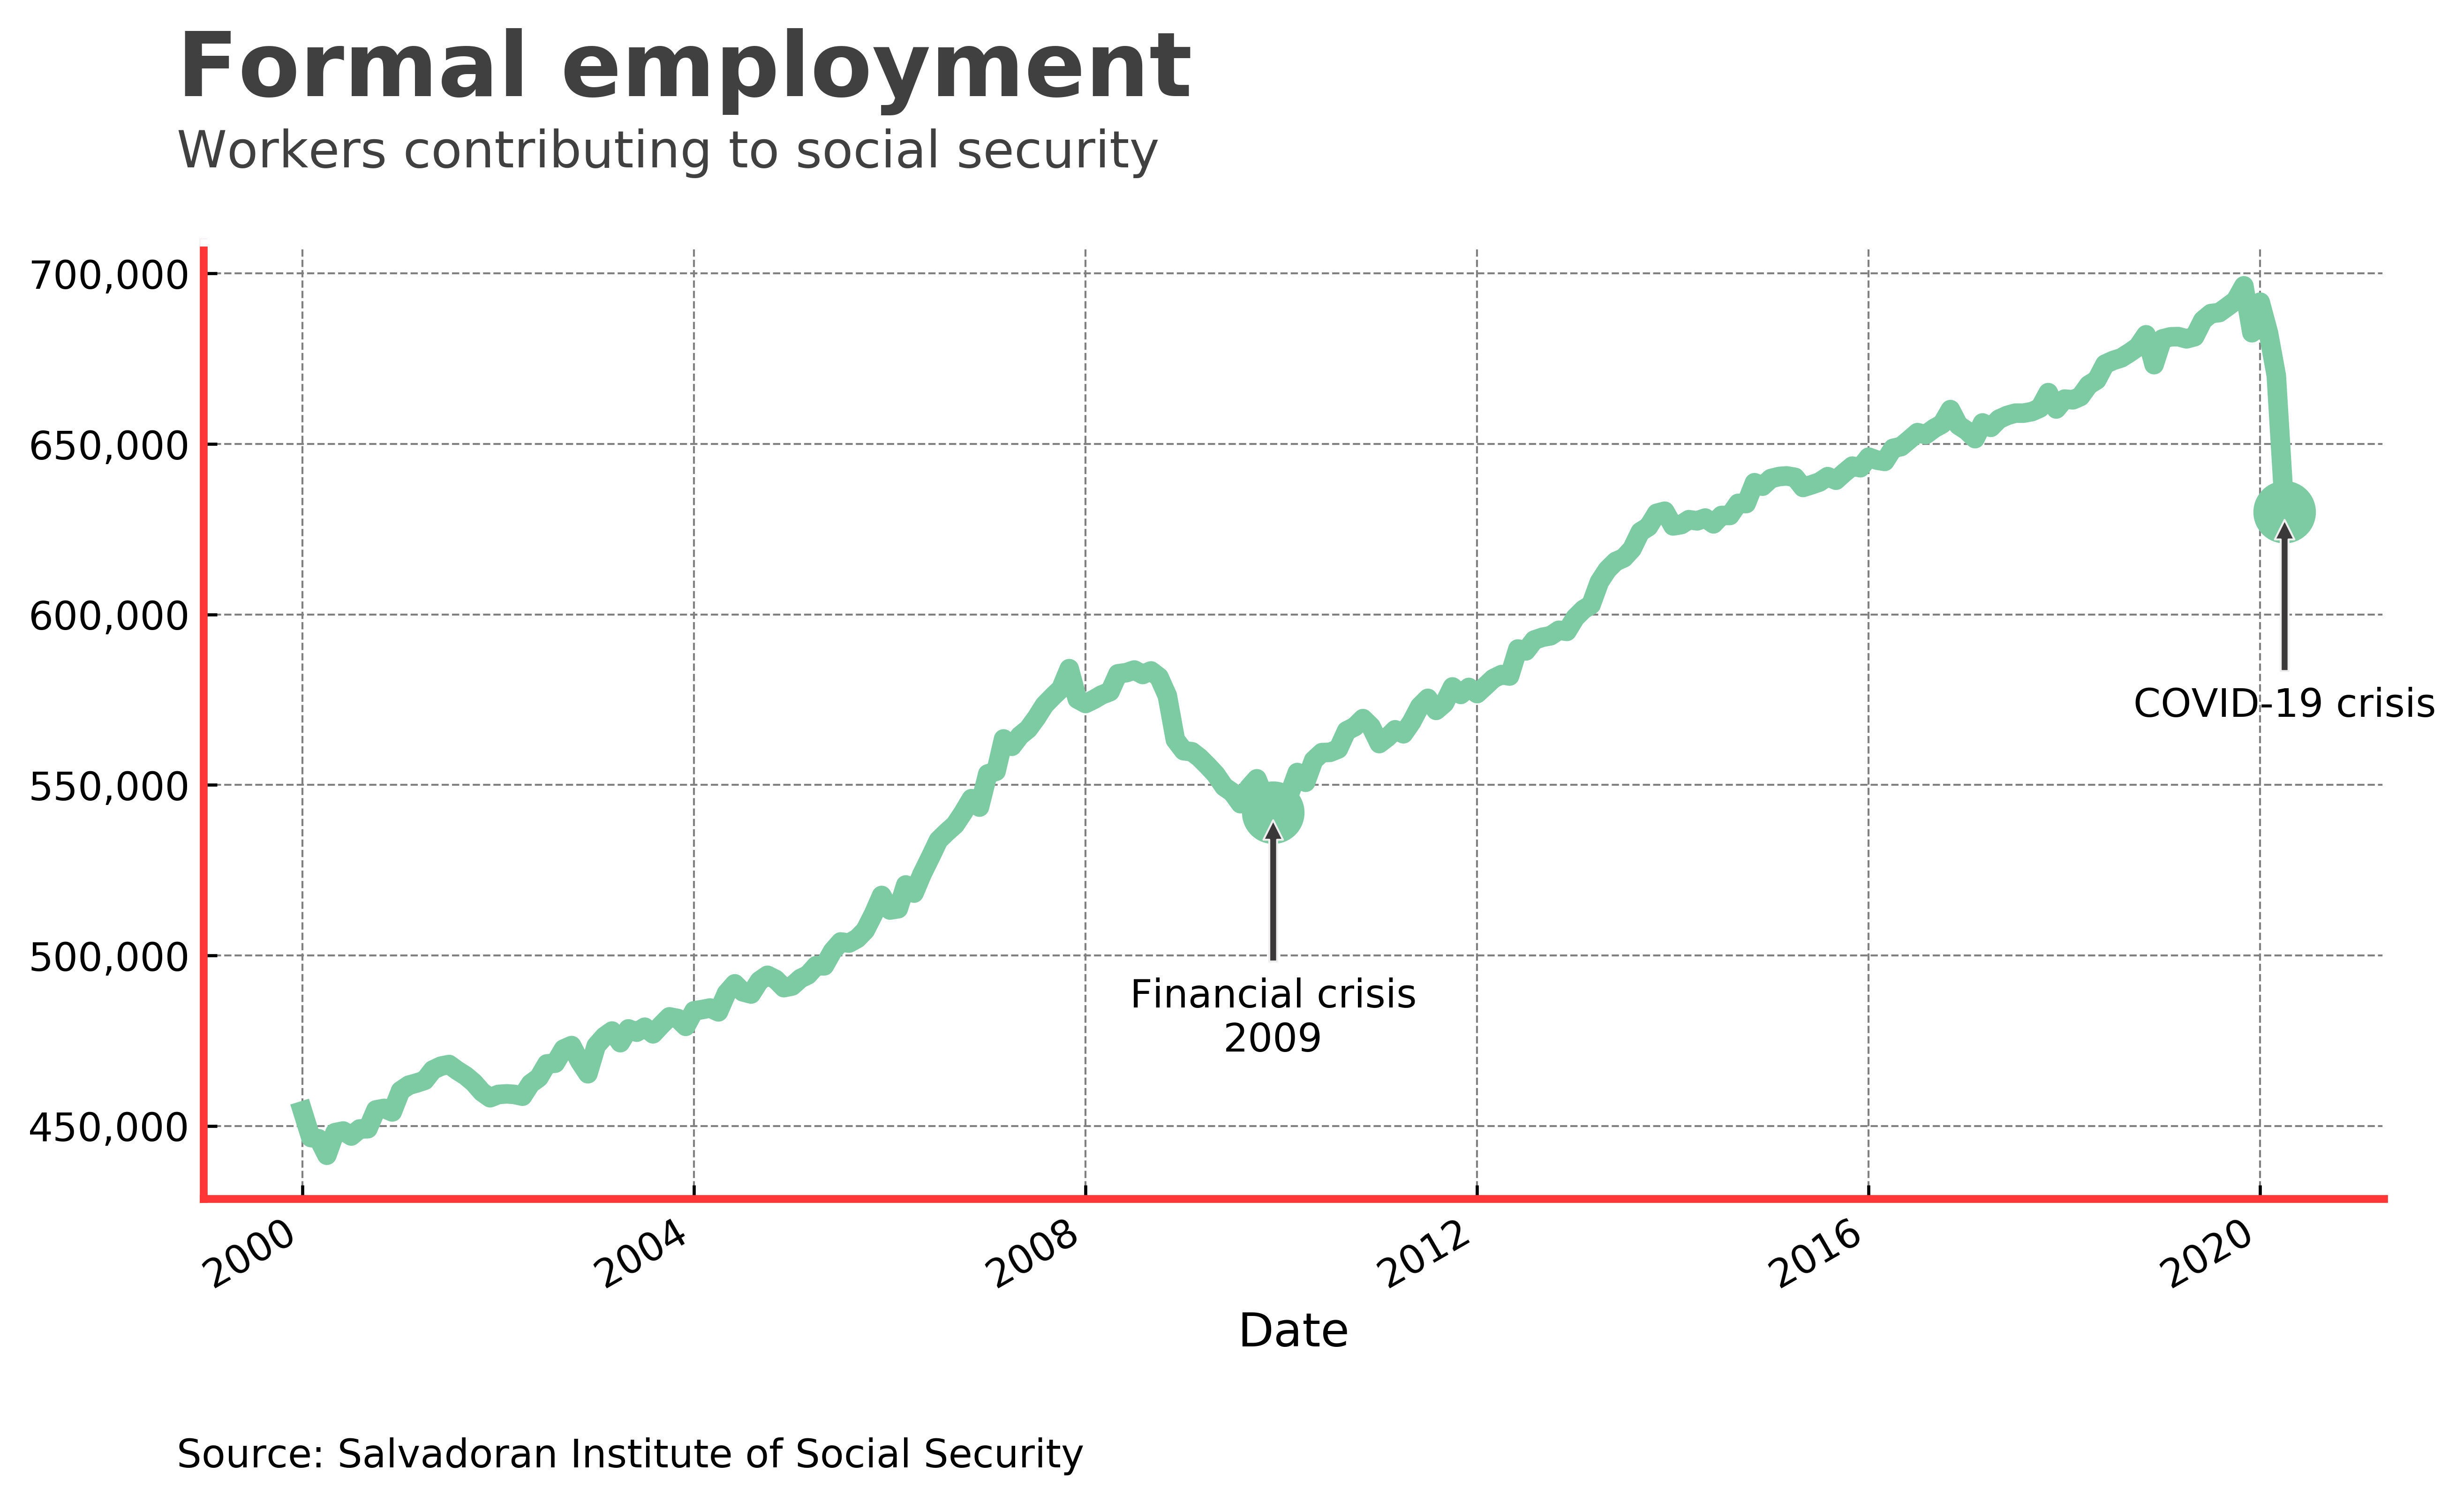 Formal employment
Workers contributing to social security
700,000
650,000
600,000
550,000
500,000
450,000
COVID-19 crisis
Financial crisis
2009
2000
2004
2008
2012
2016
2020
Date
Source: Salvadoran Institute of Social Security